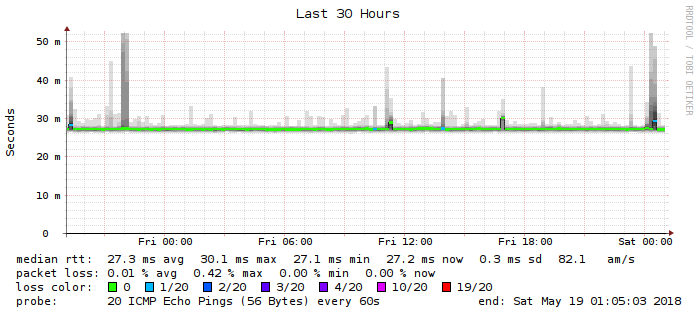 Last 30 Hours
RRDTOOL / TOBI OETIKER
Seconds
50 m
40 m
30 m
20 m
10 m
0
Fri 00:00 Fri 06:00 Fri 12:00 Fri 18:00 Sat 00:00
median rtt: 27.3 ms avg 30.1 ms max 27.1 ms min 27.2 ms now 0.3 ms sd 82.1 am/s
packet loss: 0.01 % avg 0.42 % max 0.00 % min 0.00 % now
loss color: 0 1/20 2/20 3/20 4/20 10/20 19/20
probe: 20 ICMP Echo Pings (56 Bytes) every 60s end: Sat May 19 01:05:03 2018